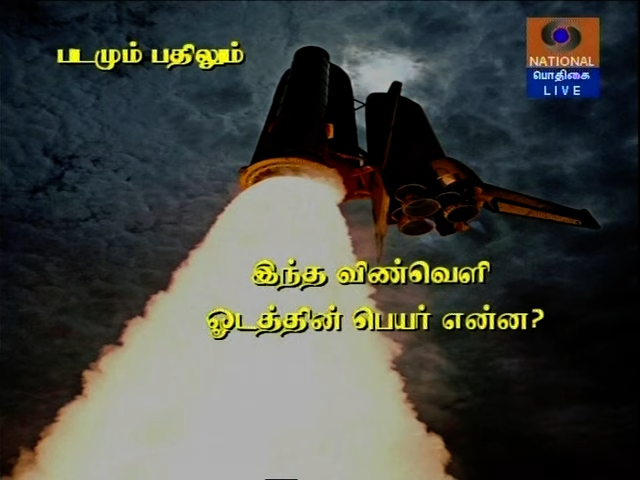 படமும் பதிலும்
NATIONAL
பொதிகை
LIVE
இந்த விண்வெளி
ஓடத்தின் பெயர் என்ன?